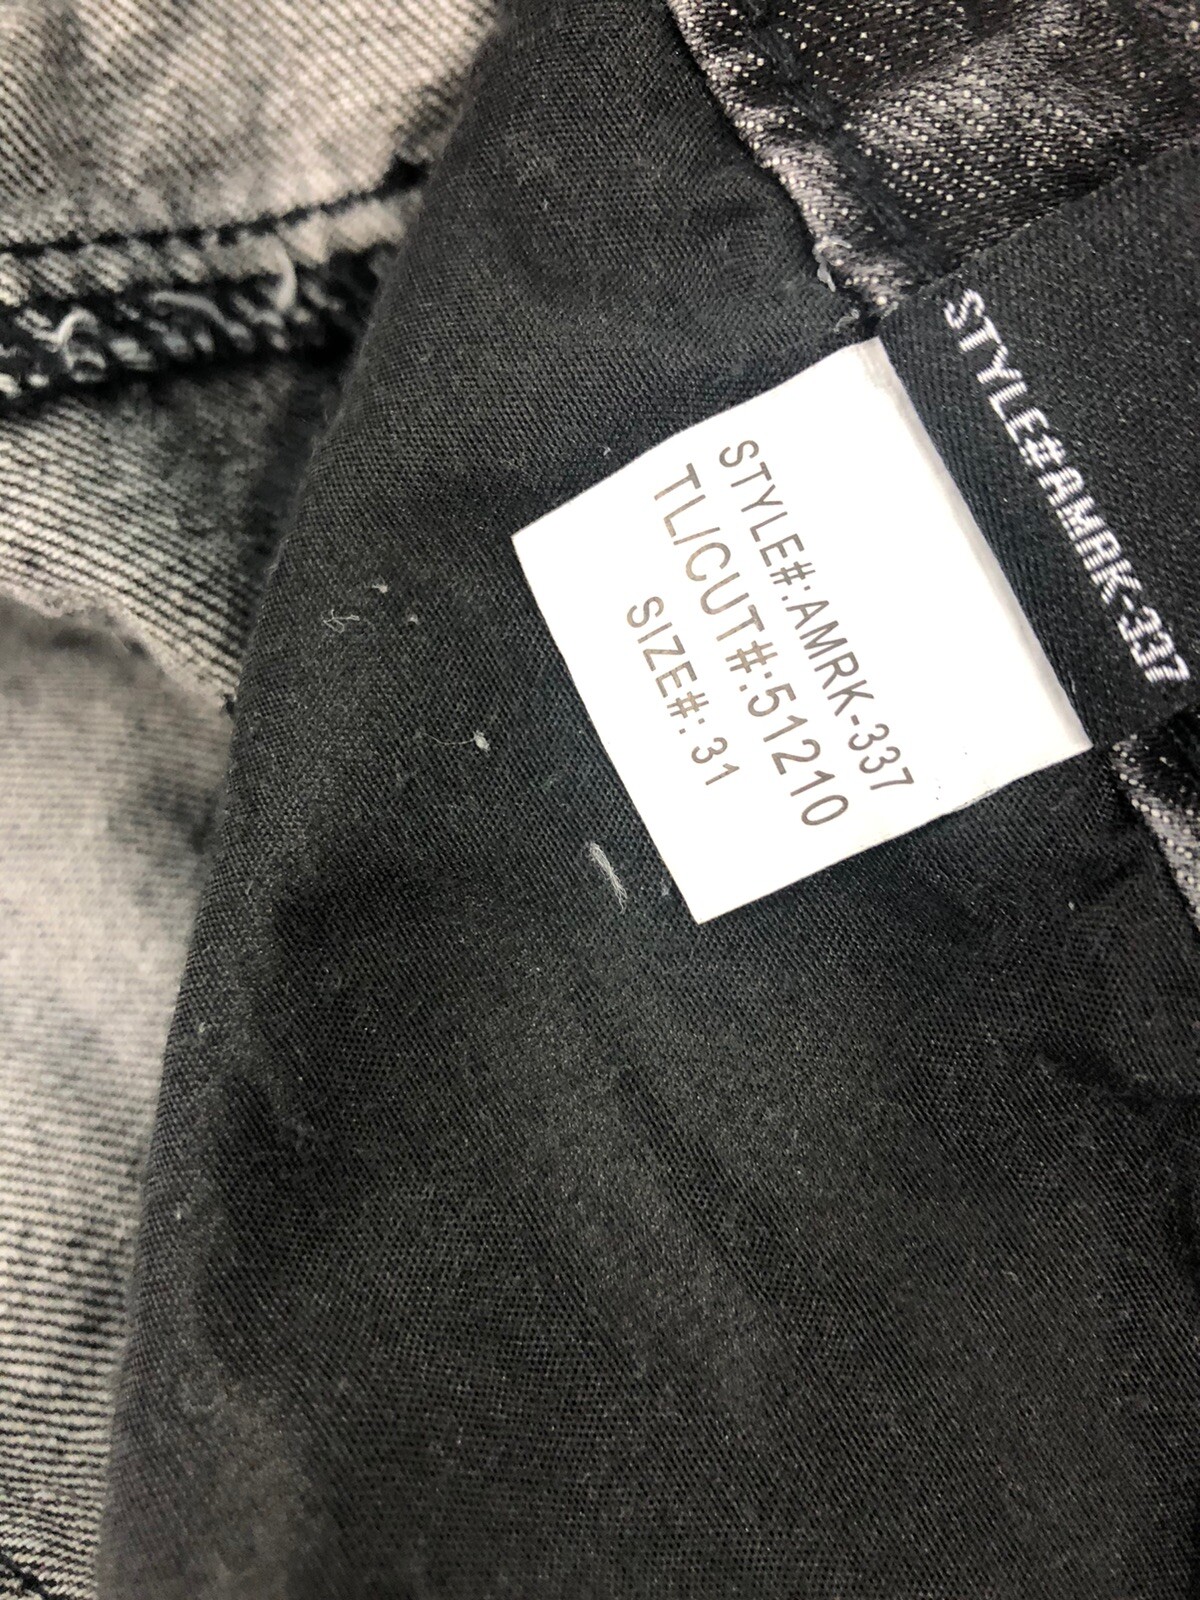 STYLE#AMRK-337
STYLE#:AMRK-337
TL/CUT#:51210
SIZE#: 31